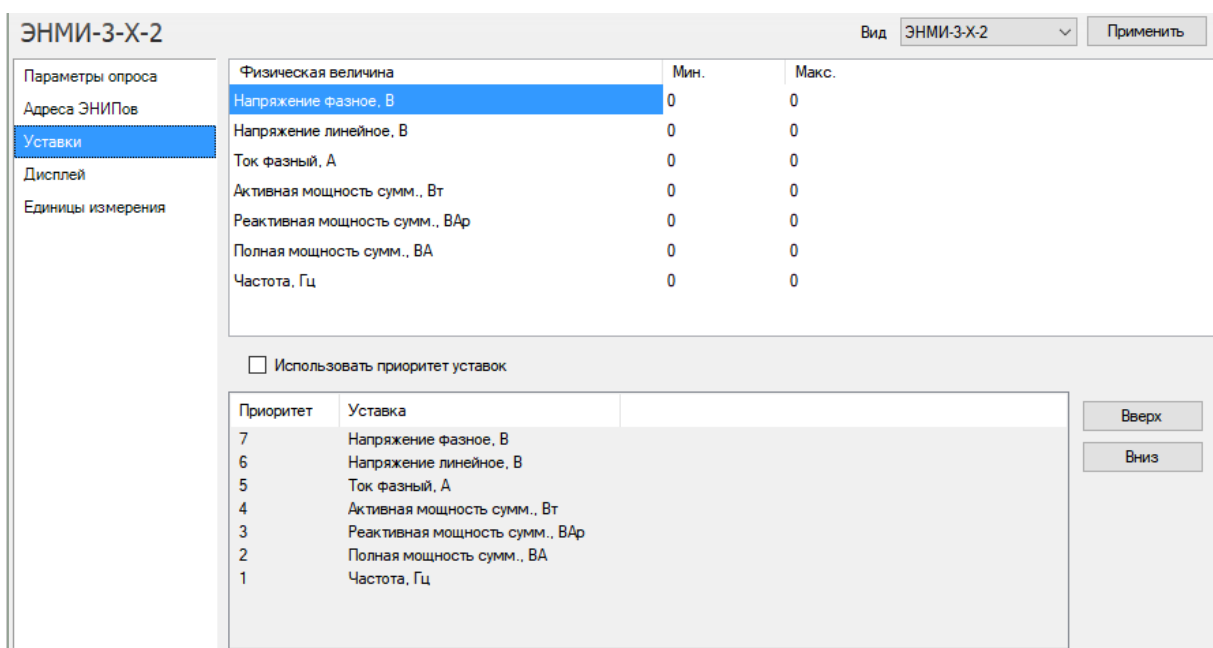 ЭНМИ-3-Х-2
Вид ЭНМИ-3-Х-2 Применить
Параметры опроса
Адреса ЭНИПов
Уставки
Дисплей
Единицы измерения
Физическая величина Мин. Макс.
Напряжение фазное, В 0 0
Напряжение линейное, В 0 0
Ток фазный, А 0 0
Активная мощность сумм., Вт 0 0
Реактивная мощность сумм., ВАр 0 0
Полная мощность сумм., ВА 0 0
Частота, Гц 0 0
Использовать приоритет уставок
Приоритет Уставка
7 Напряжение фазное, В
6 Напряжение линейное, В
5 Ток фазный, А
4 Активная мощность сумм., Вт
3 Реактивная мощность сумм., ВАр
2 Полная мощность сумм., ВА
1 Частота, Гц
Вверх
Вниз